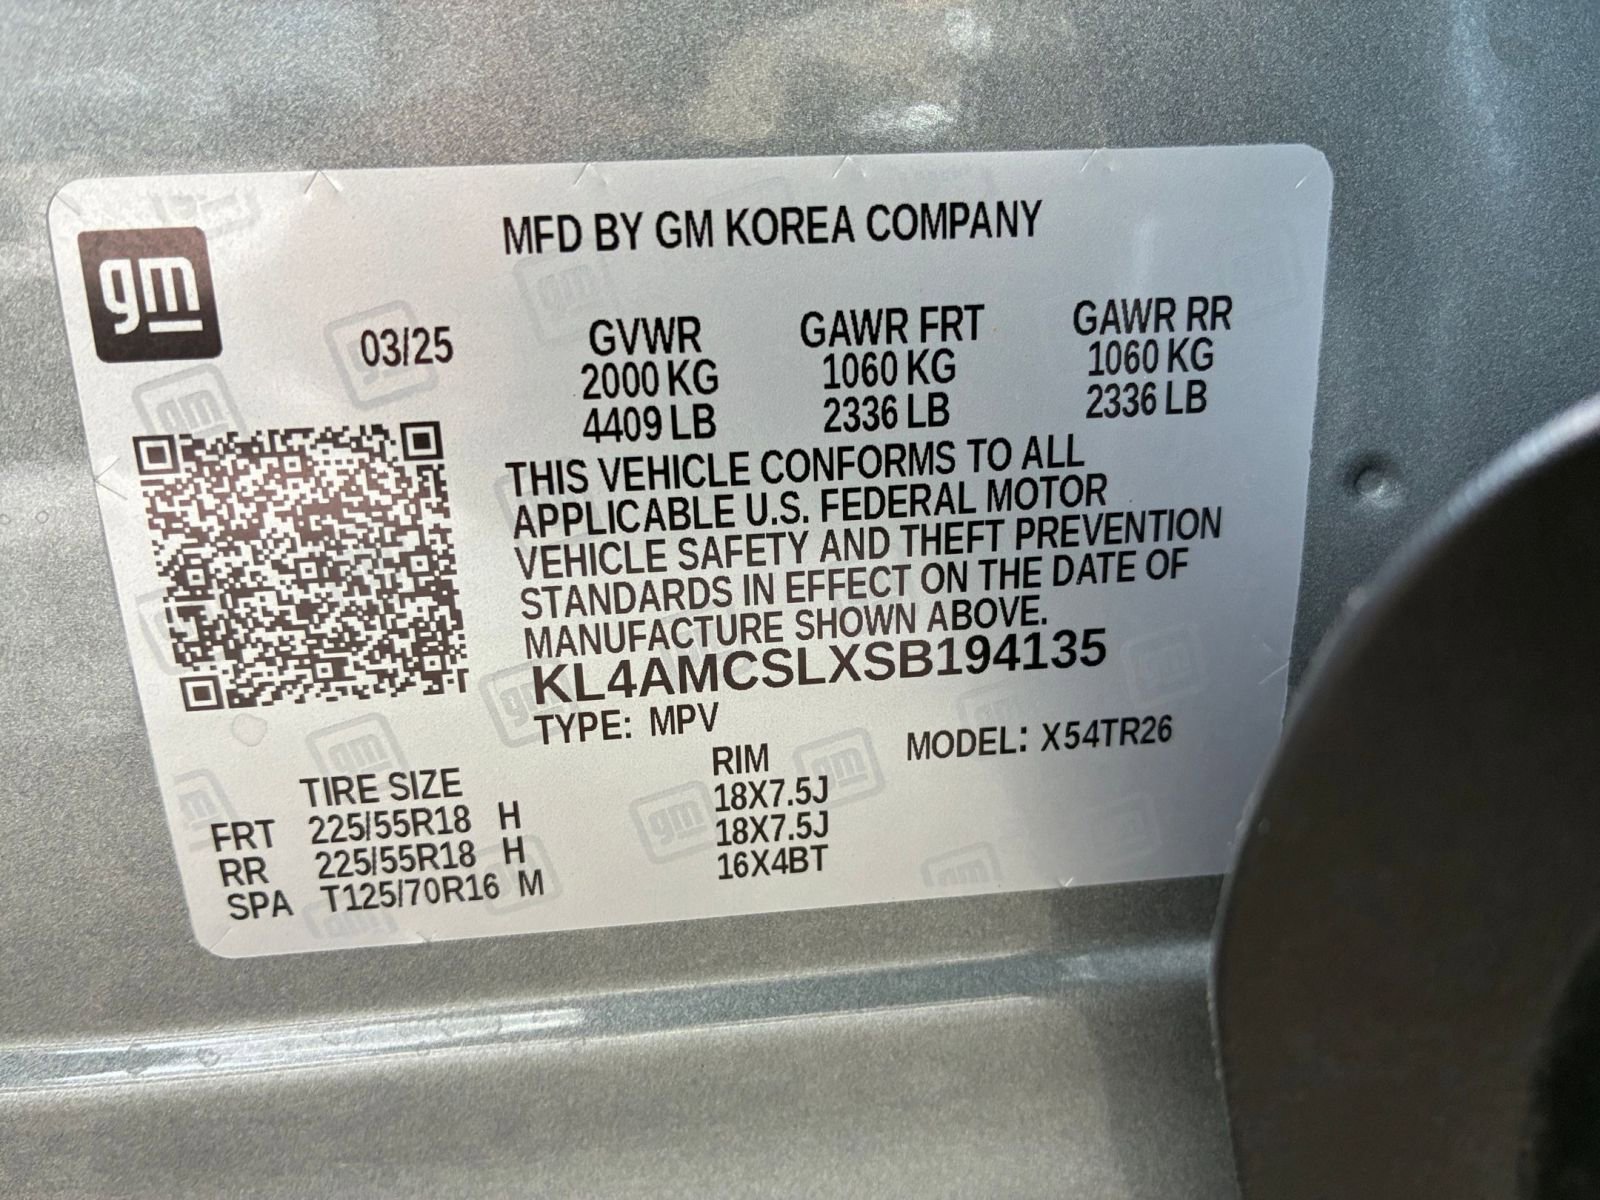 gm
MFD BY GM KOREA COMPANY
03/25
GVWR GAWR FRT GAWR RR
2000 KG 1060 KG 1060 KG
4409 LB 2336 LB 2336 LB
THIS VEHICLE CONFORMS TO ALL
APPLICABLE U.S. FEDERAL MOTOR
VEHICLE SAFETY AND THEFT PREVENTION
STANDARDS IN EFFECT ON THE DATE OF
MANUFACTURE SHOWN ABOVE.
KL4AMCSLXSB194135
TYPE: MPV MODEL: X54TR26
TIRE SIZE RIM
FRT 225/55R18 H 18X7.5J
RR 225/55R18 H 18X7.5J
SPA T125/70R16 M 16X4BT